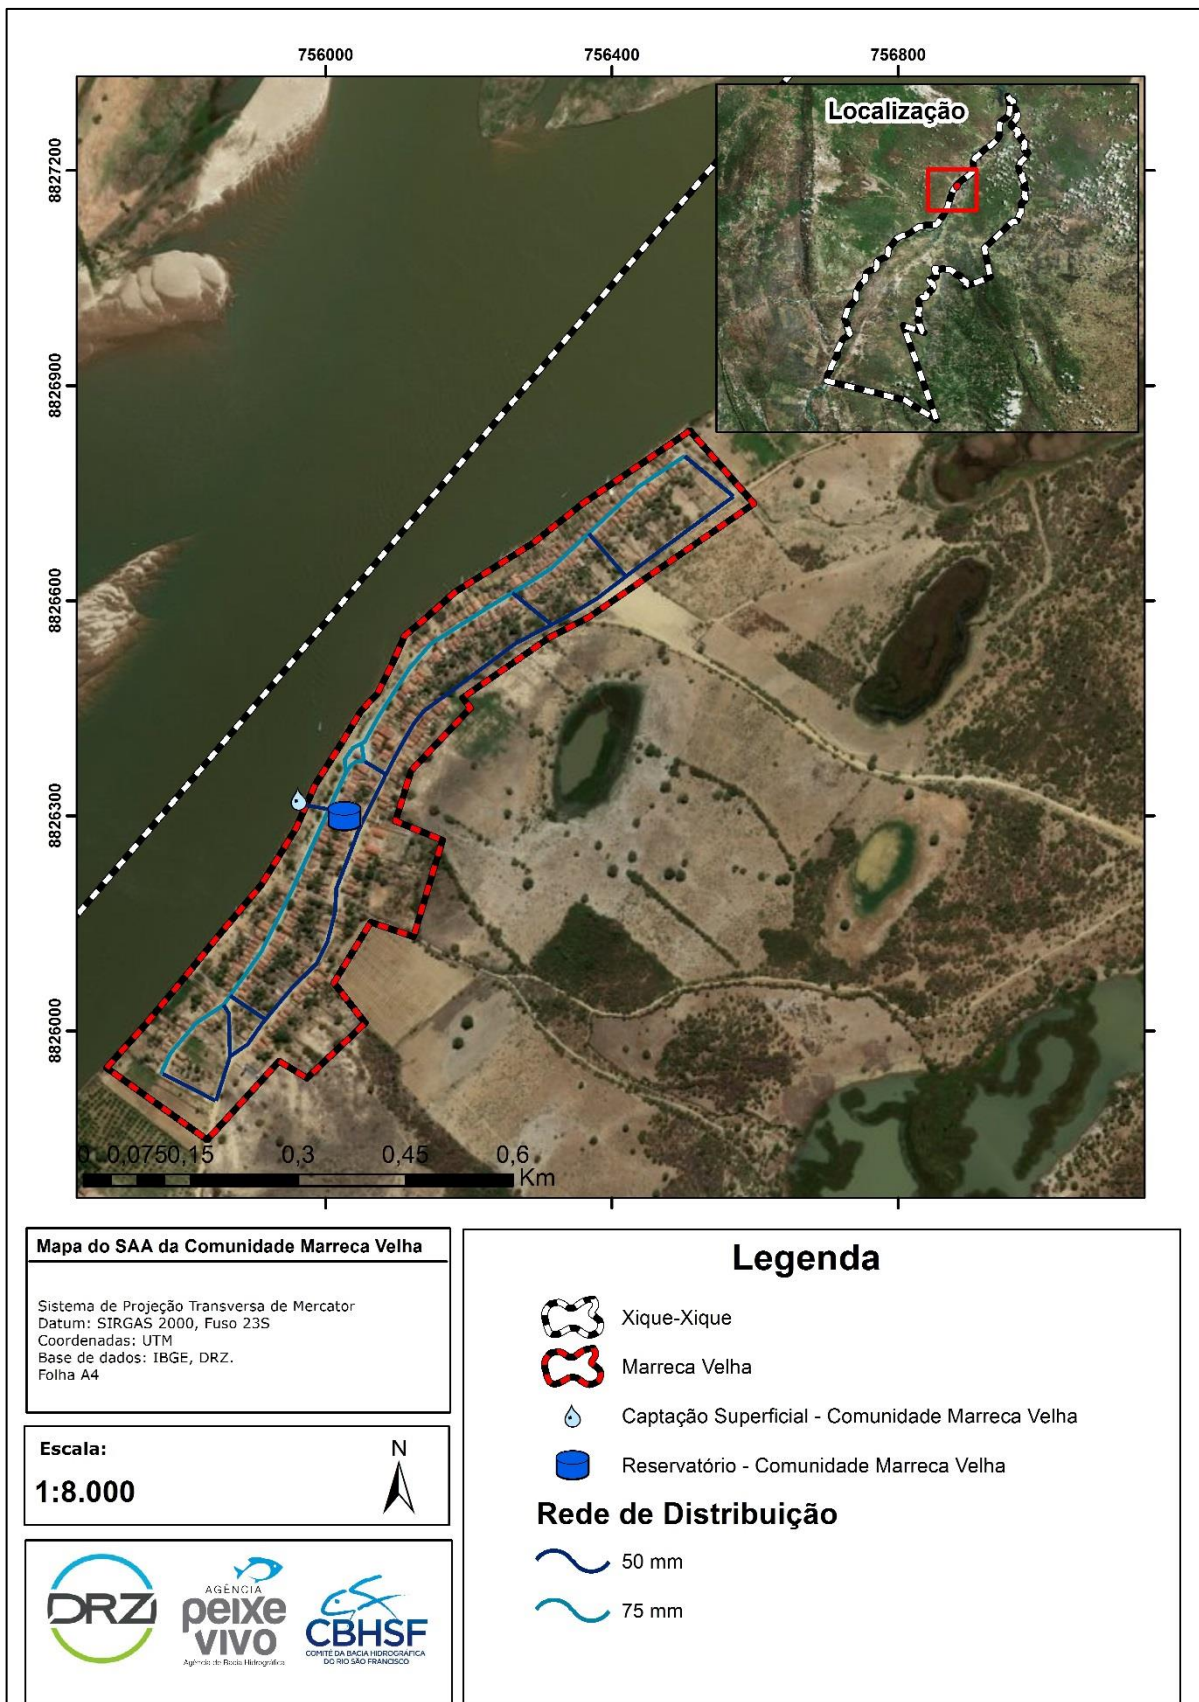 756000
756400
756800
Localização
8827200
8826900
8826600
8826300
8826000
0 0,075 0,15 0,3 0,45 0,6
Km
Mapa do SAA da Comunidade Marreca Velha
Sistema de Projeção Transversa de Mercator
Datum: SIRGAS 2000, Fuso 23S
Coordenadas: UTM
Base de dados: IBGE, DRZ.
Folha A4
Escala:
1:8.000
N
DRZ
AGÊNCIA
peixe
vivo
Agência de Bacia Hidrográfica
CBHSF
COMITÊ DA BACIA HIDROGRÁFICA
DO RIO SÃO FRANCISCO
Legenda
Xique-Xique
Marreca Velha
Captação Superficial - Comunidade Marreca Velha
Reservatório - Comunidade Marreca Velha
Rede de Distribuição
50 mm
75 mm